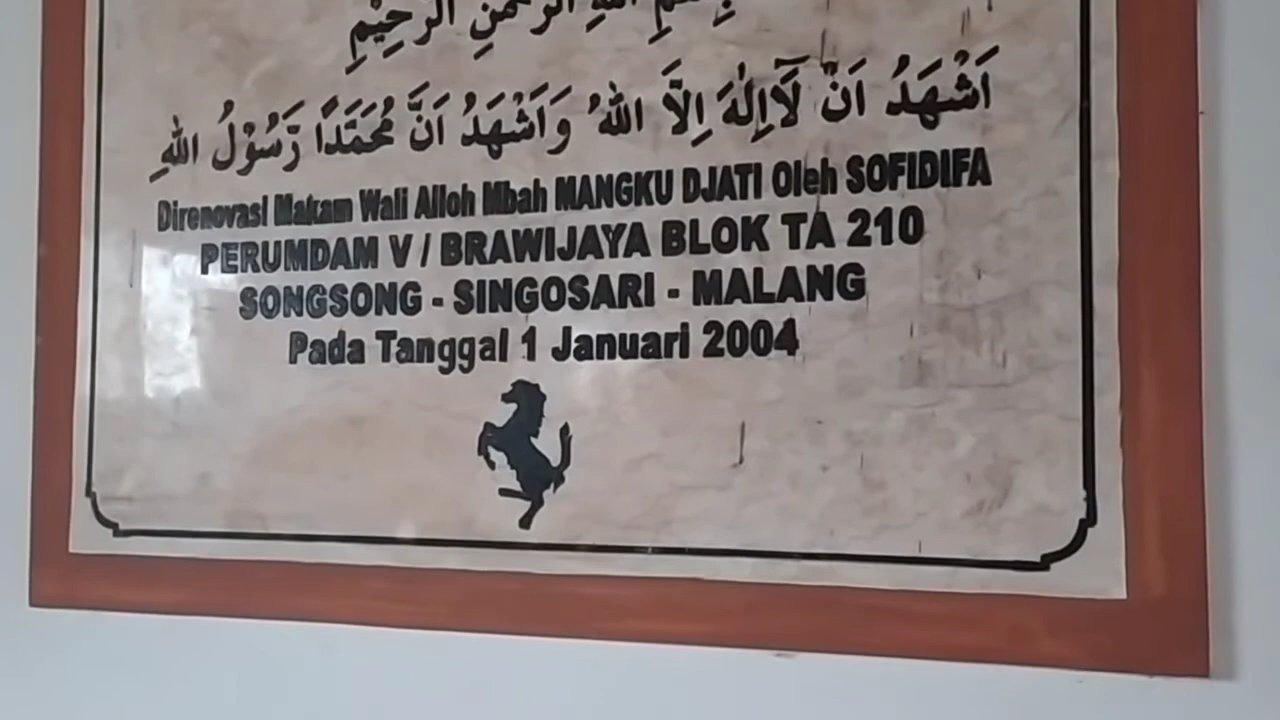 بِسْمِ اللهِ الرَّحْمٰنِ الرَّحِيْمِ
اَشْهَدُ اَنْ لَآاِلٰهَ اِلَّا اللهُ وَاَشْهَدُ اَنَّ مُحَمَّدًا رَّسُوْلُ اللهِ
Direnovasi Makam Wali Alloh Mbah MANGKU DJATI Oleh SOFIDIFA
PERUMDAM V / BRAWIJAYA BLOK TA 210
SONGSONG - SINGOSARI - MALANG
Pada Tanggal 1 Januari 2004